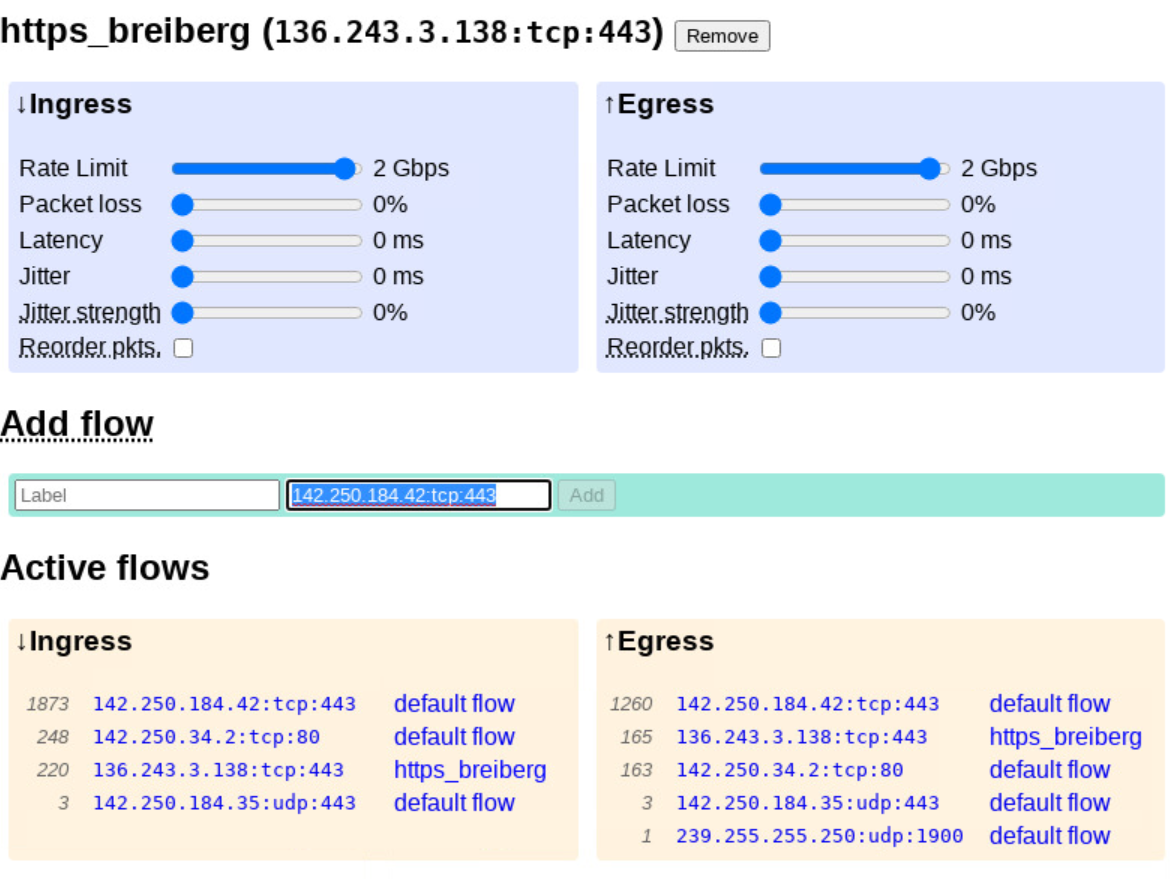 https_breiberg (136.243.3.138:tcp:443) Remove
↓Ingress
Rate Limit 2 Gbps
Packet loss 0%
Latency 0 ms
Jitter 0 ms
Jitter strength 0%
Reorder pkts.
↑Egress
Rate Limit 2 Gbps
Packet loss 0%
Latency 0 ms
Jitter 0 ms
Jitter strength 0%
Reorder pkts.
Add flow
Label 142.250.184.42:tcp:443 Add
Active flows
↓Ingress
1873 142.250.184.42:tcp:443 default flow
248 142.250.34.2:tcp:80 default flow
220 136.243.3.138:tcp:443 https_breiberg
3 142.250.184.35:udp:443 default flow
↑Egress
1260 142.250.184.42:tcp:443 default flow
165 136.243.3.138:tcp:443 https_breiberg
163 142.250.34.2:tcp:80 default flow
3 142.250.184.35:udp:443 default flow
1 239.255.255.250:udp:1900 default flow